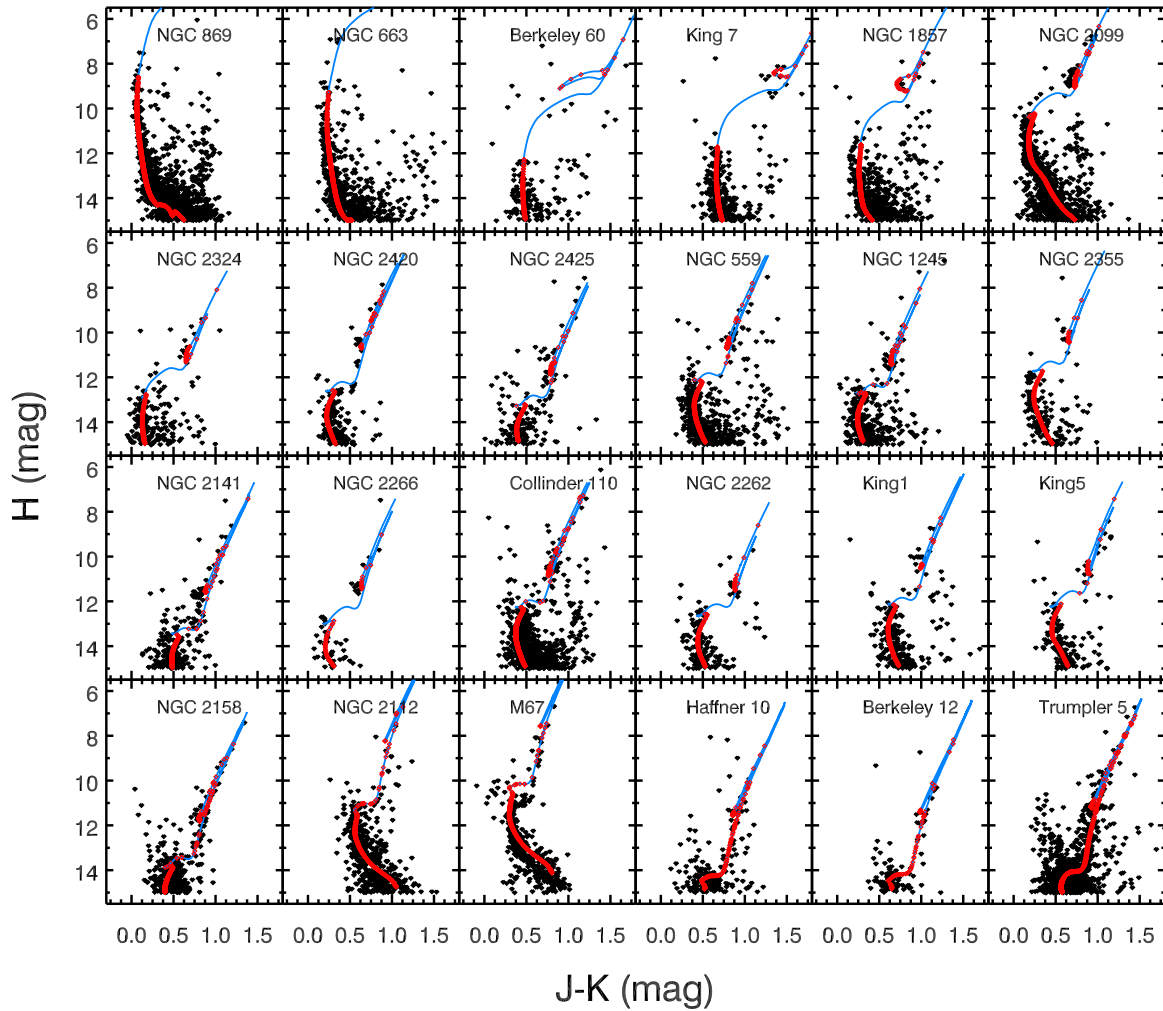 NGC 869 NGC 663 Berkeley 60 King 7 NGC 1857 NGC 2099
6
8
10
12
14
NGC 2324 NGC 2420 NGC 2425 NGC 559 NGC 1245 NGC 2355
6
8
10
12
14
NGC 2141 NGC 2266 Collinder 110 NGC 2262 King1 King5
6
8
10
12
14
NGC 2158 NGC 2112 M67 Haffner 10 Berkeley 12 Trumpler 5
6
8
10
12
14
0.0 0.5 1.0 1.5 0.0 0.5 1.0 1.5 0.0 0.5 1.0 1.5 0.0 0.5 1.0 1.5 0.0 0.5 1.0 1.5 0.0 0.5 1.0 1.5
H (mag)
J-K (mag)